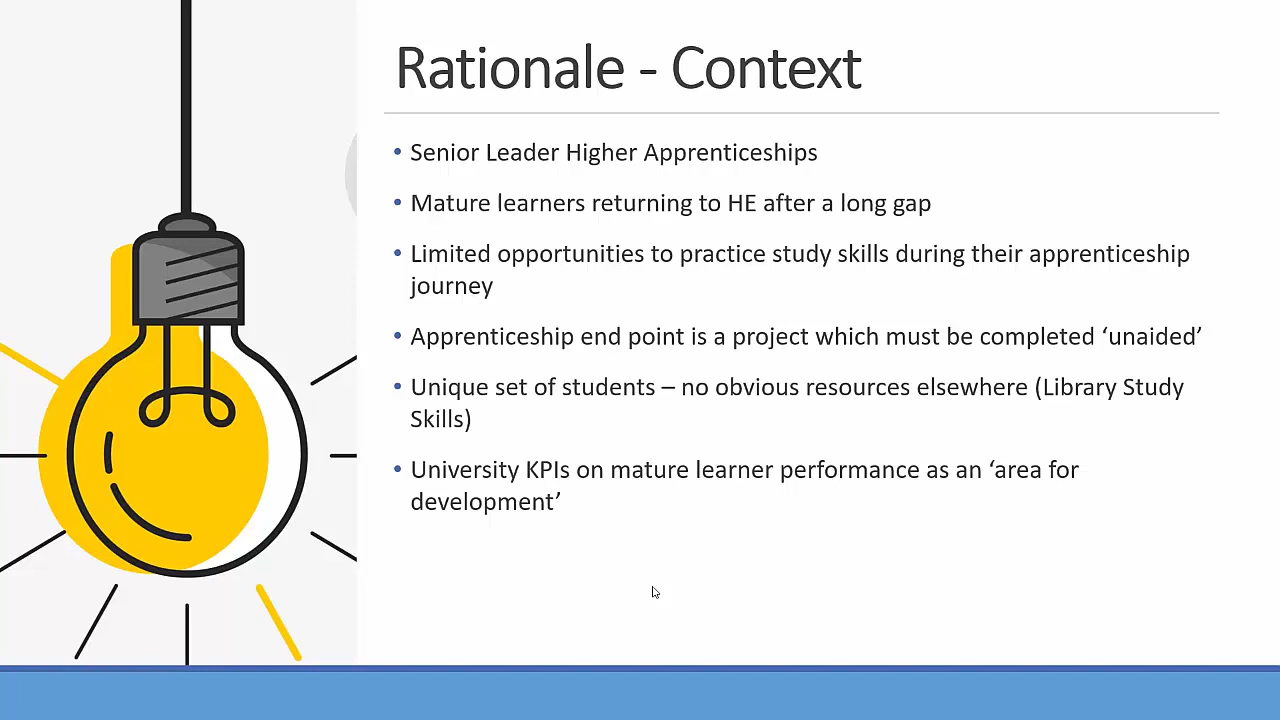 Rationale - Context
• Senior Leader Higher Apprenticeships
• Mature learners returning to HE after a long gap
• Limited opportunities to practice study skills during their apprenticeship
journey
• Apprenticeship end point is a project which must be completed ‘unaided’
• Unique set of students – no obvious resources elsewhere (Library Study
Skills)
• University KPIs on mature learner performance as an ‘area for
development’